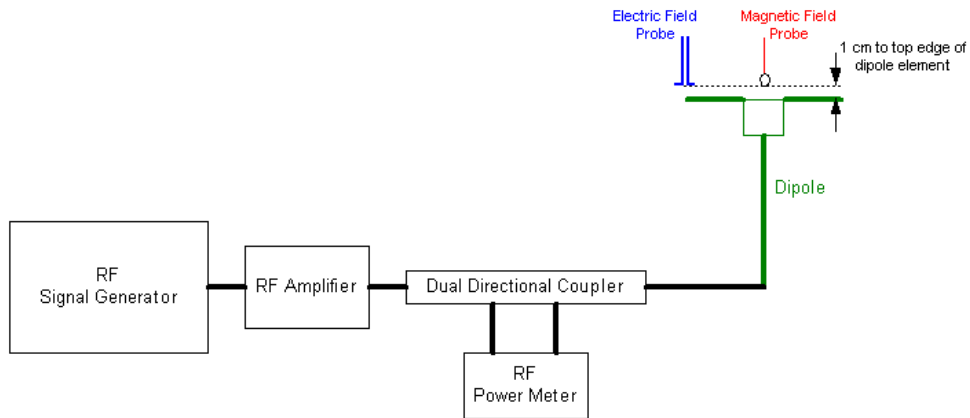 Electric Field
Probe
Magnetic Field
Probe
1 cm to top edge of
dipole element
Dipole
RF
Signal Generator
RF Amplifier
Dual Directional Coupler
RF
Power Meter